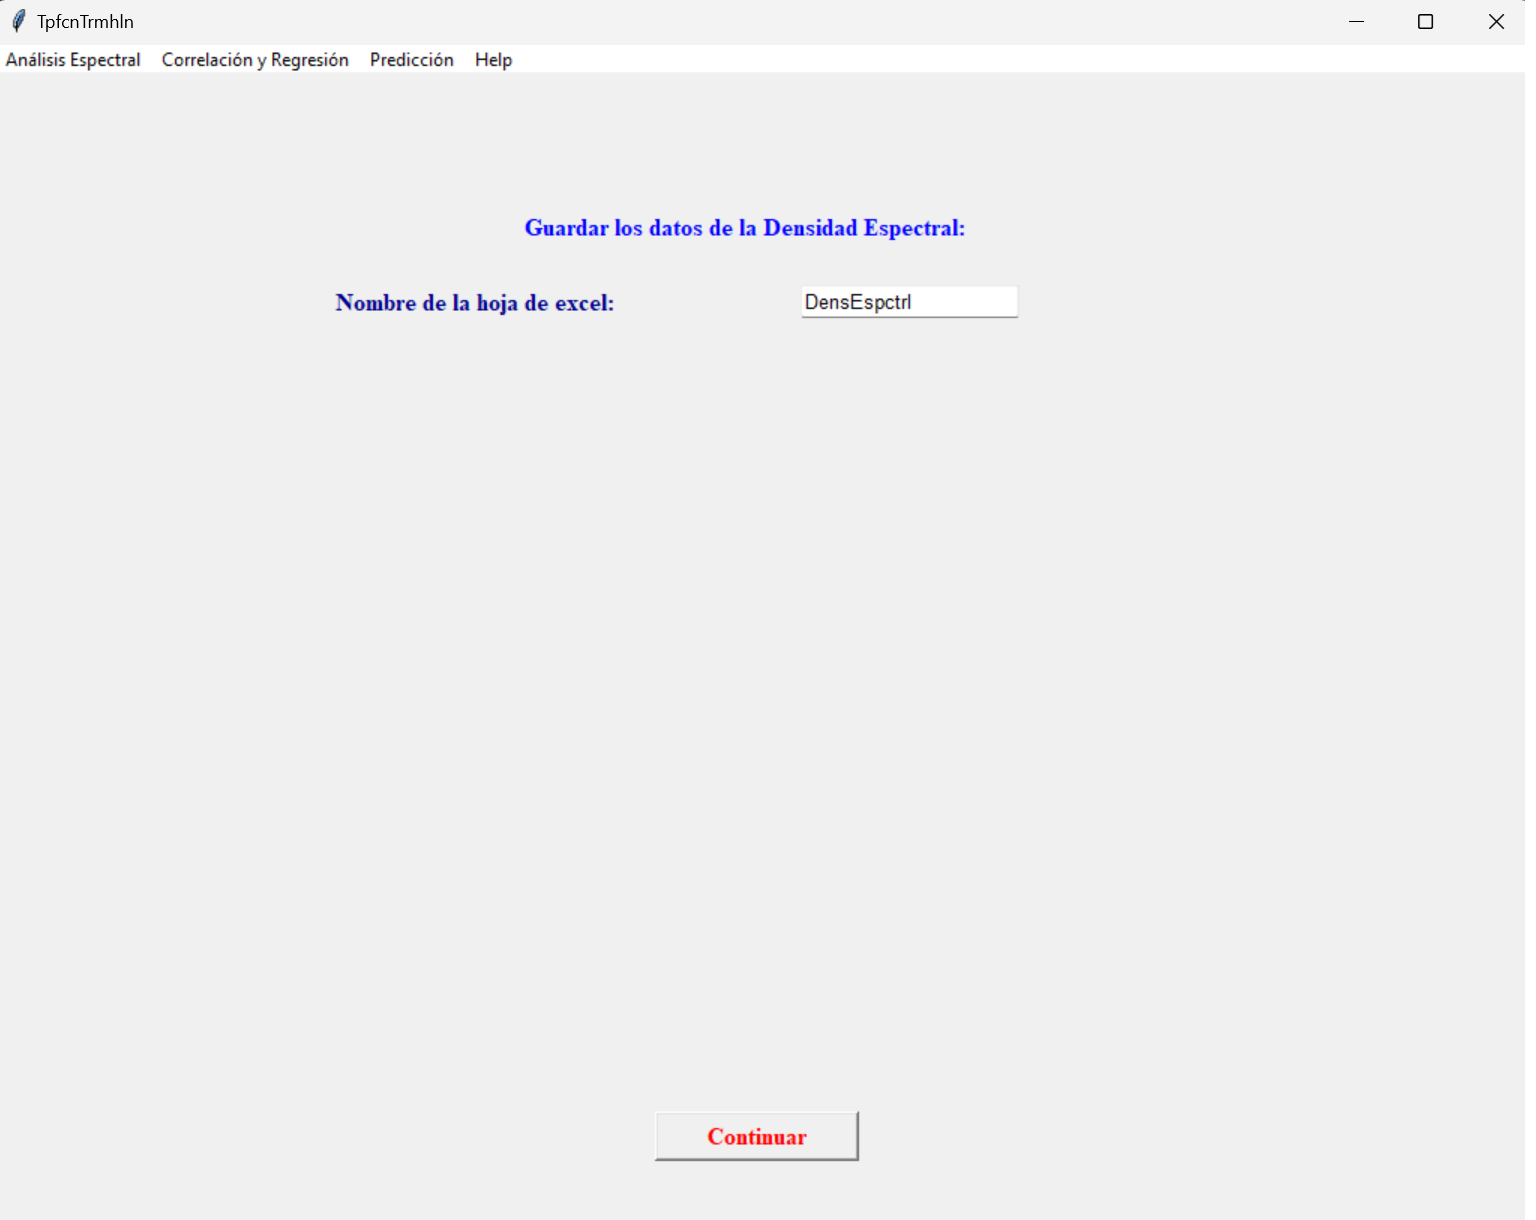 TpfcnTrmhln
Análisis Espectral Correlación y Regresión Predicción Help
Guardar los datos de la Densidad Espectral:
Nombre de la hoja de excel: DensEspctrl
Continuar